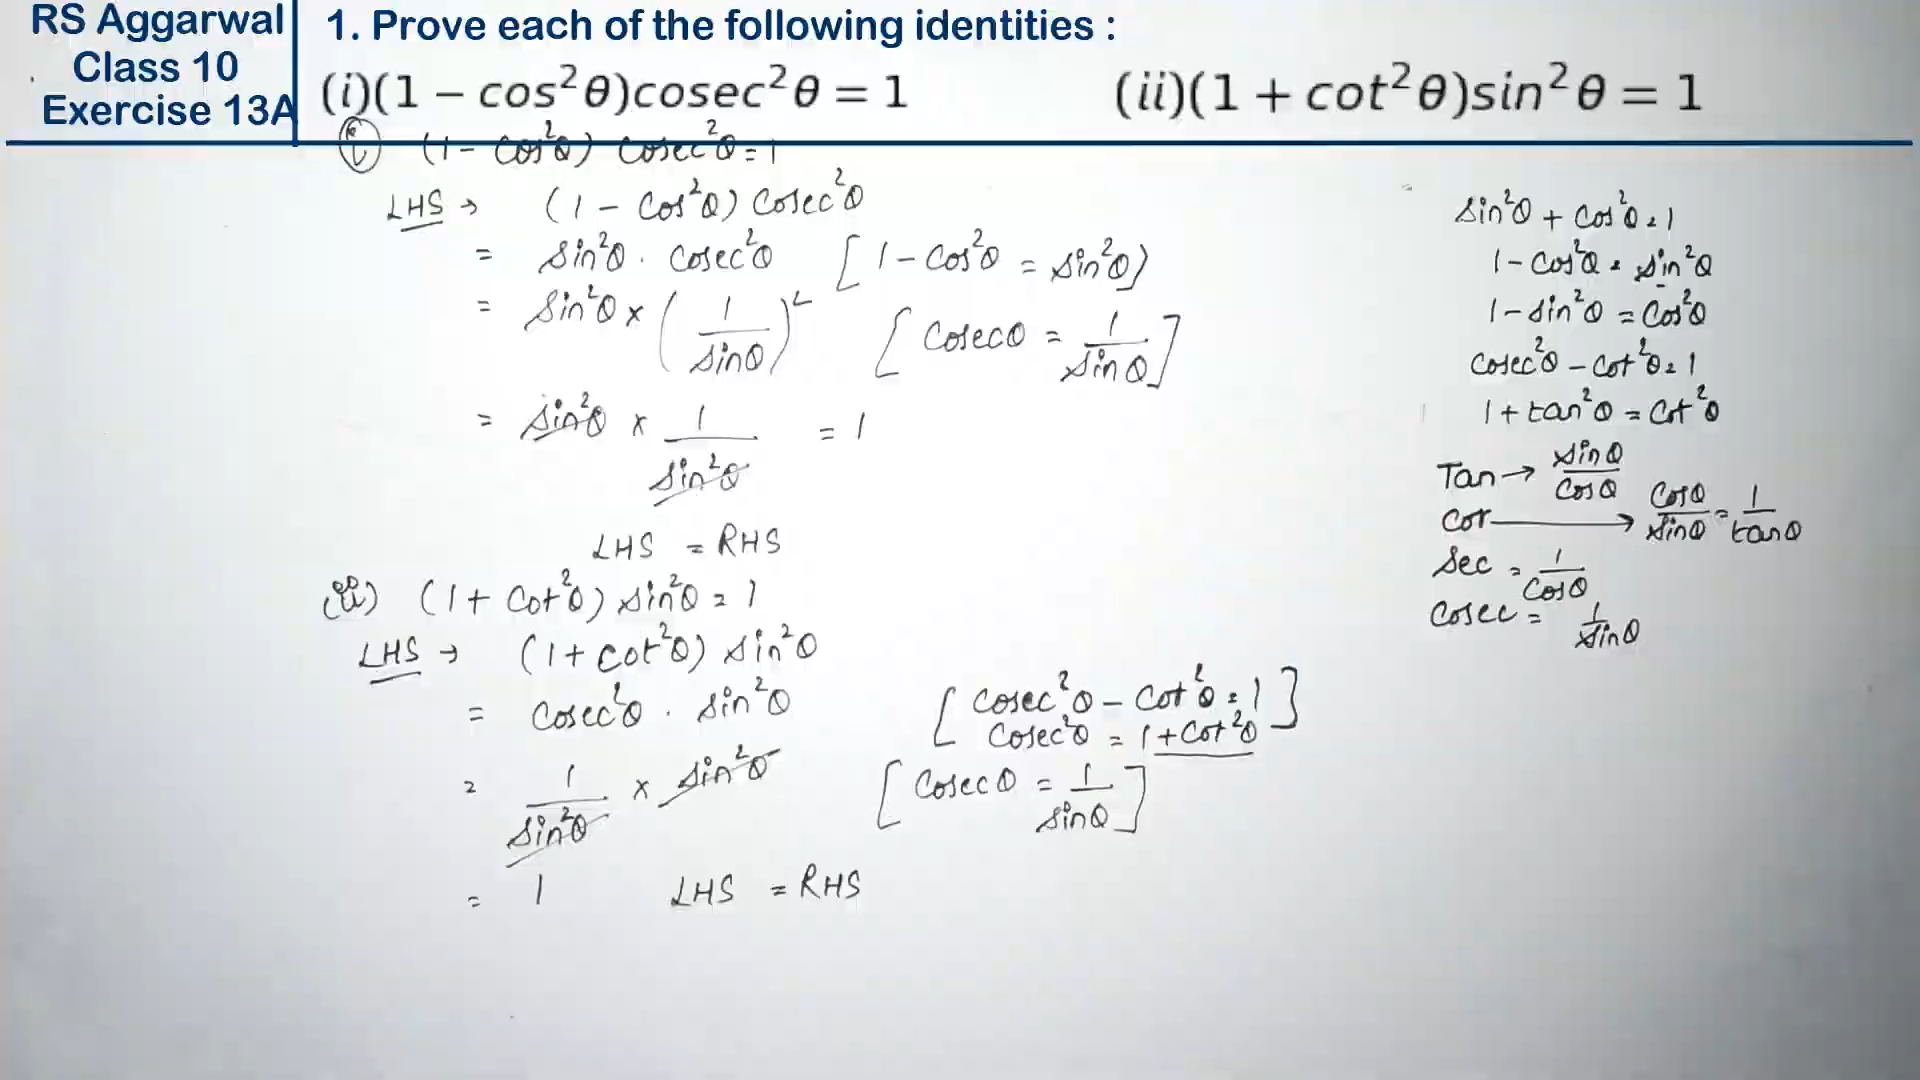 RS Aggarwal
Class 10
Exercise 13A
1. Prove each of the following identities :
(i)(1 − cos²θ)cosec²θ = 1 (ii)(1 + cot²θ)sin²θ = 1
(i) (1 - cos²θ) cosec²θ = 1
LHS → (1 - cos²θ) cosec²θ
= sin²θ . cosec²θ [1 - cos²θ = sin²θ)
= sin²θ × (1/sinθ)² [cosecθ = 1/sinθ]
= sin²θ × 1/sin²θ = 1
LHS = RHS
(ii) (1 + cot²θ) sin²θ = 1
LHS → (1 + cot²θ) sin²θ
= cosec²θ . sin²θ [cosec²θ - cot²θ = 1]
cosec²θ = 1 + cot²θ
= 1/sin²θ × sin²θ [cosecθ = 1/sinθ]
= 1 LHS = RHS
sin²θ + cos²θ = 1
1 - cos²θ = sin²θ
1 - sin²θ = cos²θ
cosec²θ - cot²θ = 1
1 + tan²θ = cot²θ
Tan → sinθ/cosθ
cot → cosθ/sinθ = 1/tanθ
sec = 1/cosθ
cosec = 1/sinθ